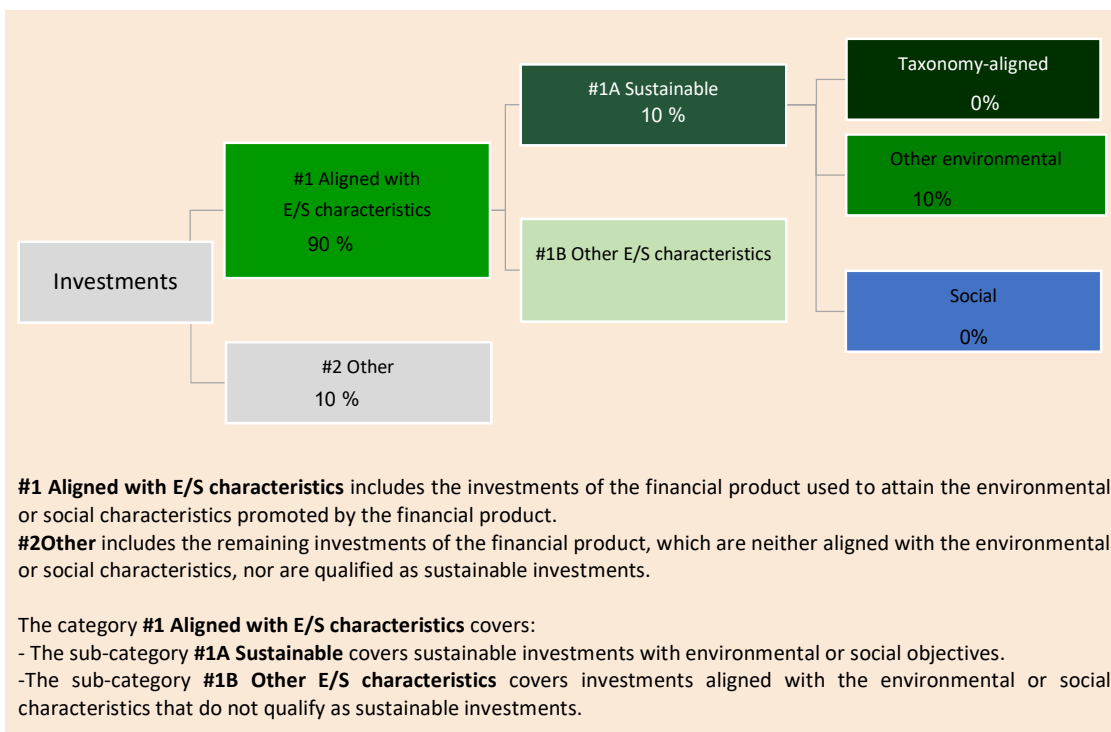 Taxonomy-aligned
0%
#1A Sustainable
10 %
Other environmental
10%
#1 Aligned with
E/S characteristics
90 %
#1B Other E/S characteristics
Investments
Social
0%
#2 Other
10 %
#1 Aligned with E/S characteristics includes the investments of the financial product used to attain the environmental
or social characteristics promoted by the financial product.
#2Other includes the remaining investments of the financial product, which are neither aligned with the environmental
or social characteristics, nor are qualified as sustainable investments.
The category #1 Aligned with E/S characteristics covers:
- The sub-category #1A Sustainable covers sustainable investments with environmental or social objectives.
-The sub-category #1B Other E/S characteristics covers investments aligned with the environmental or social
characteristics that do not qualify as sustainable investments.